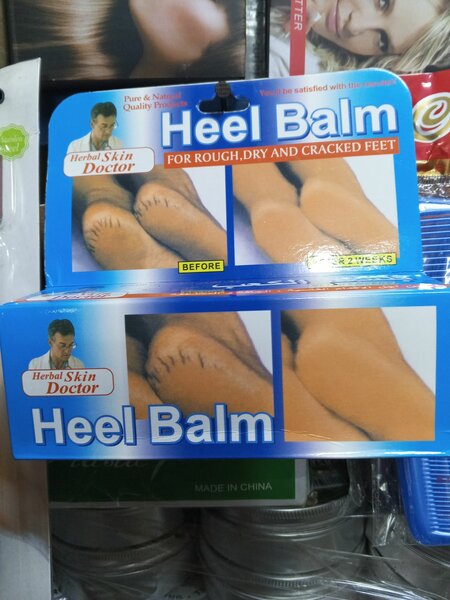 TTER
Pure & Natural
Quality Products
You'll be satisfied with the results!
Heel Balm
Herbal Skin
Doctor
FOR ROUGH,DRY AND CRACKED FEET
BEFORE
2 WEEKS
Herbal Skin
Doctor
Heel Balm
MADE IN CHINA